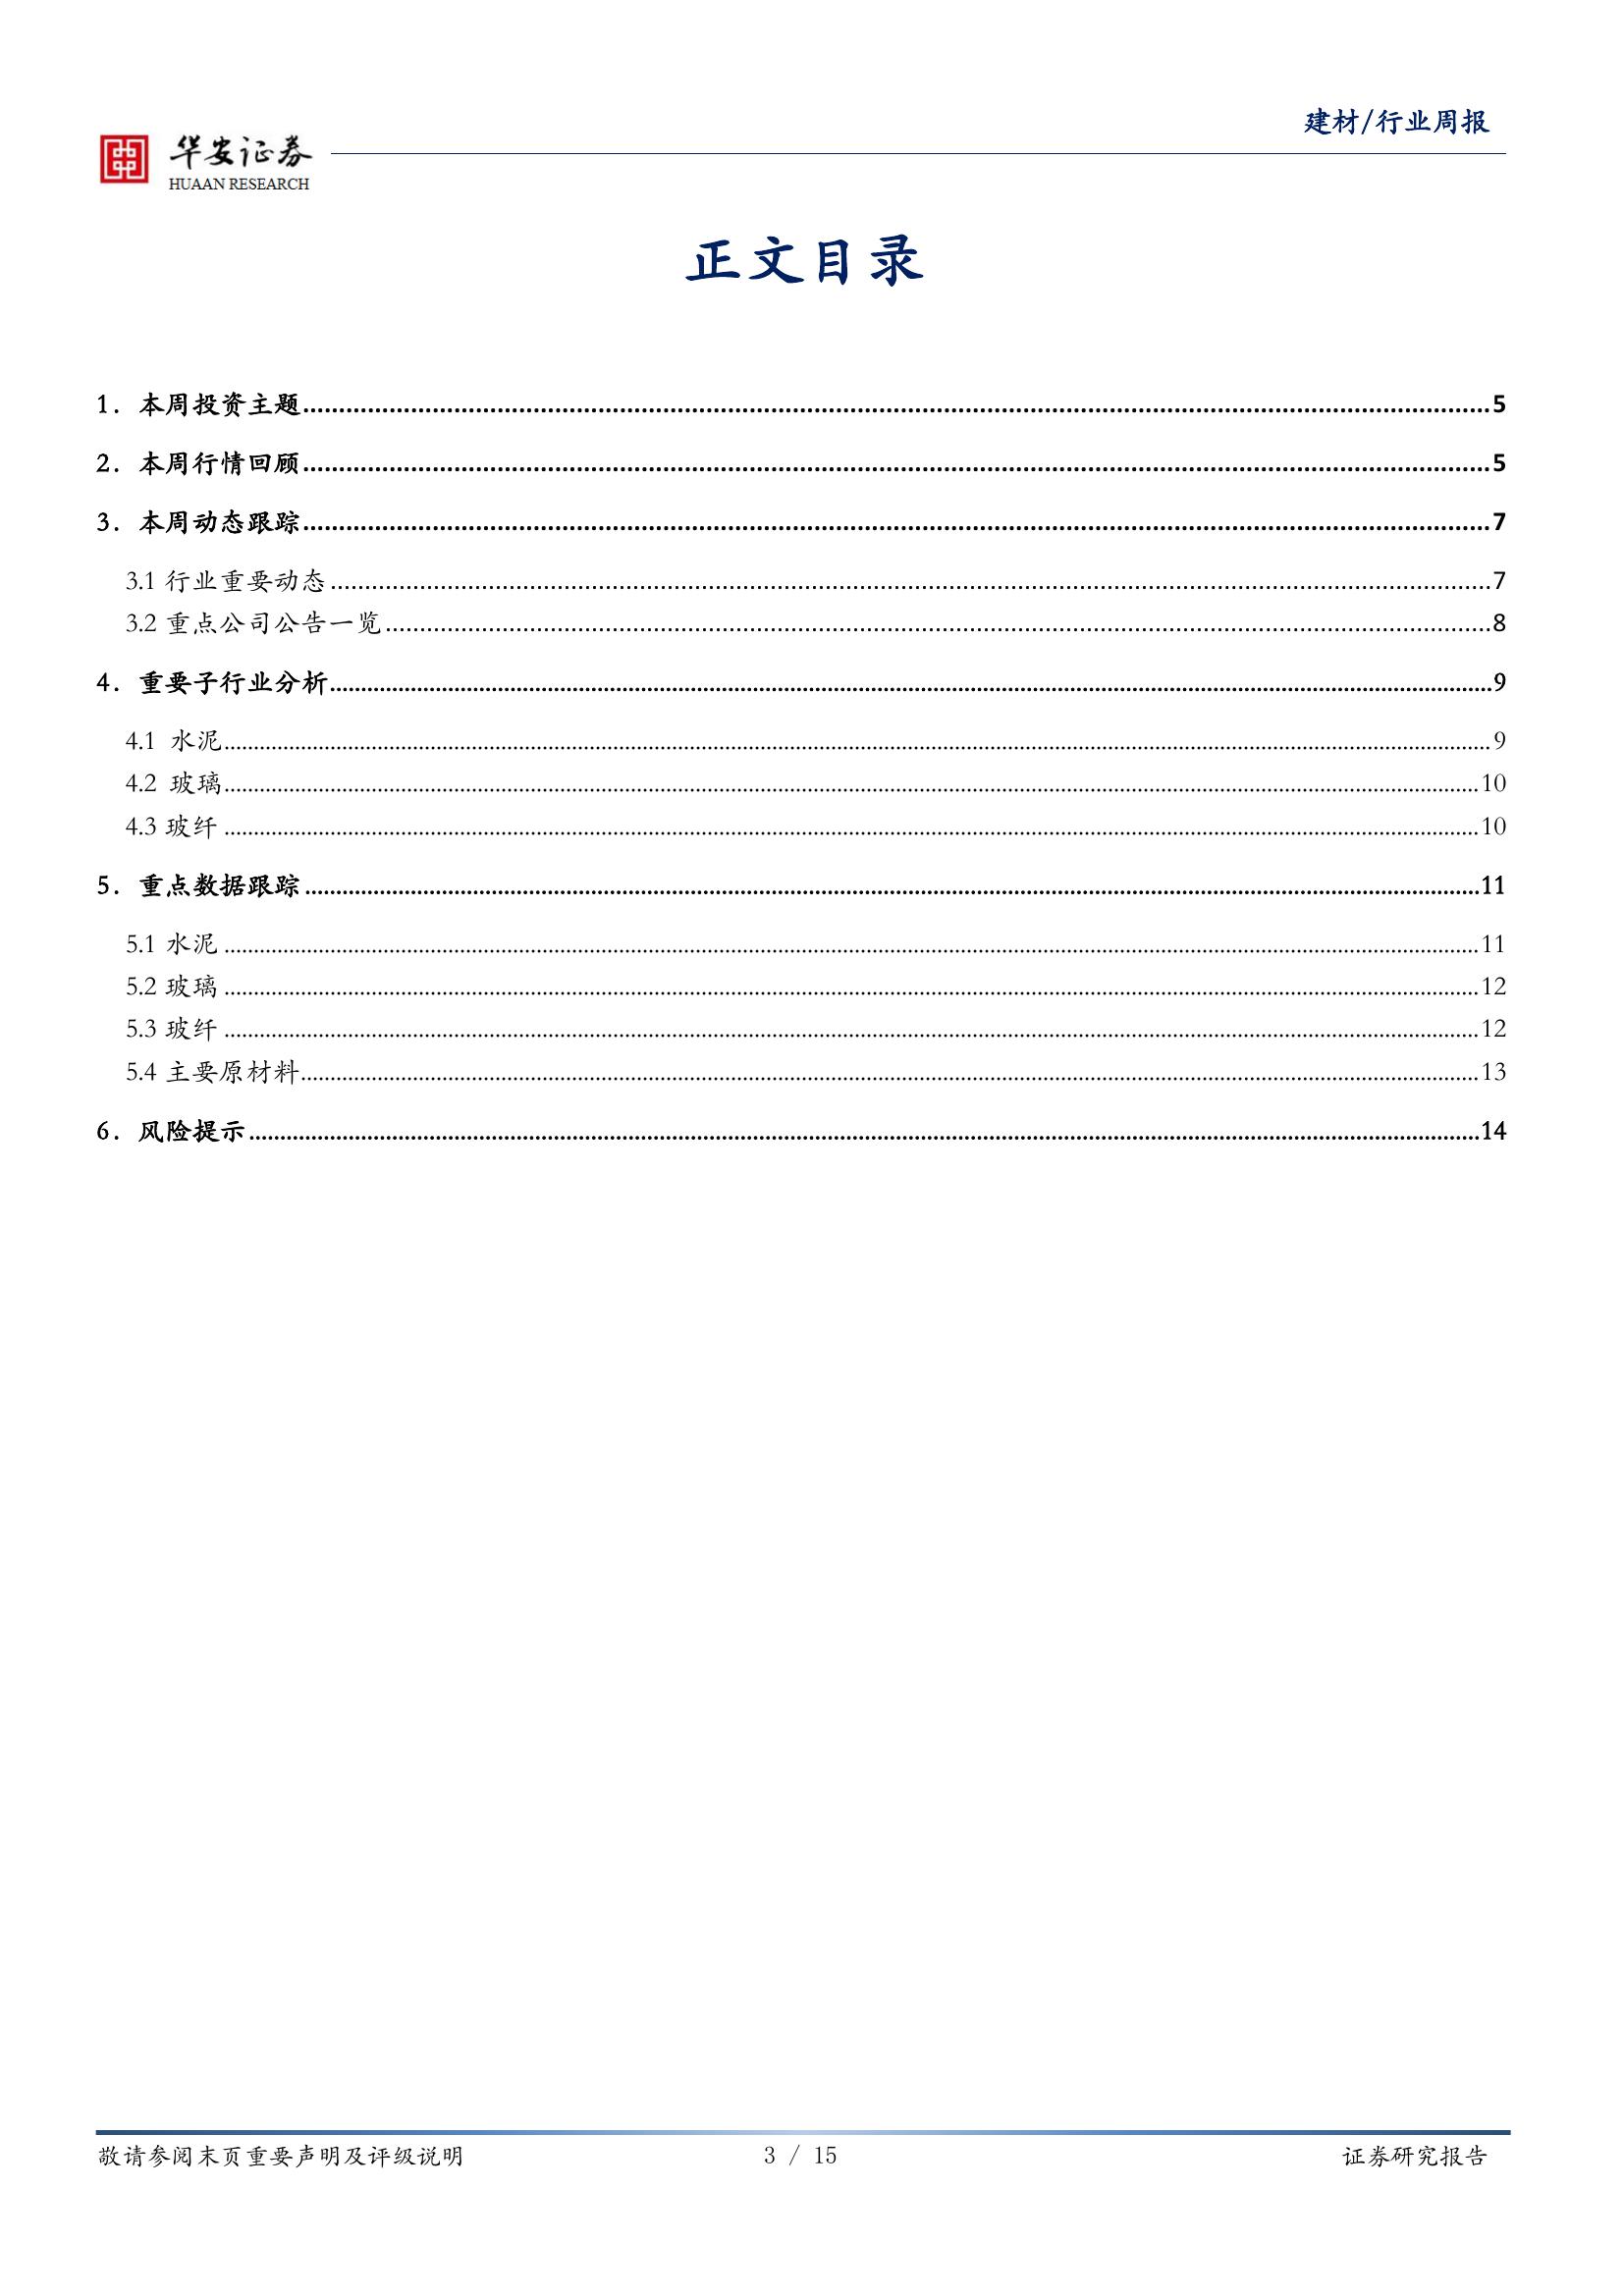 建材/行业周报
华安证券
HUAAN RESEARCH
正文目录
1. 本周投资主题 5
2. 本周行情回顾 5
3. 本周动态跟踪 7
3.1 行业重要动态 7
3.2 重点公司公告一览 8
4. 重要子行业分析 9
4.1 水泥 9
4.2 玻璃 10
4.3 玻纤 10
5. 重点数据跟踪 11
5.1 水泥 11
5.2 玻璃 12
5.3 玻纤 12
5.4 主要原材料 13
6. 风险提示 14
敬请参阅末页重要声明及评级说明 3 / 15 证券研究报告